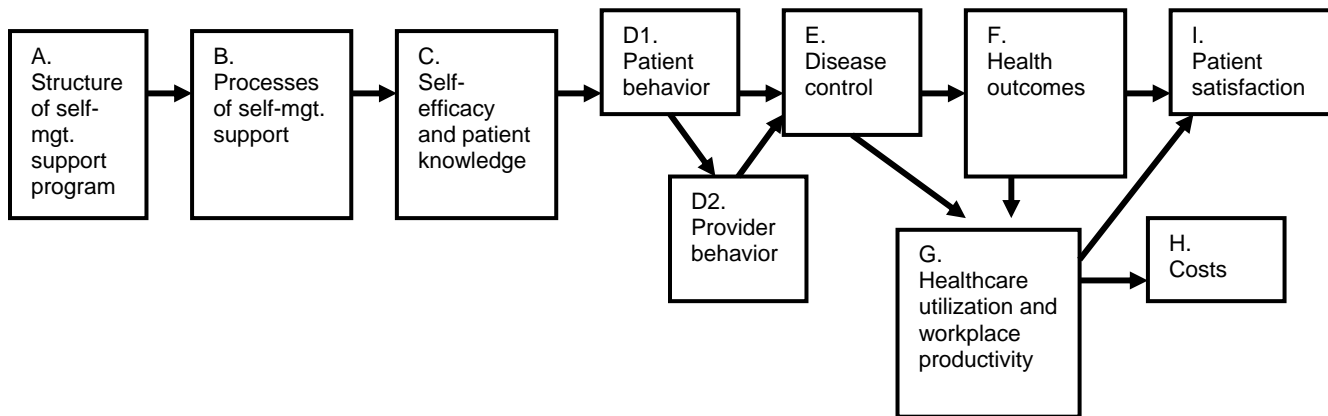 A.
Structure
of self-
mgt.
support
program
B.
Processes
of self-mgt.
support
C.
Self-
efficacy
and patient
knowledge
D1.
Patient
behavior
D2.
Provider
behavior
E.
Disease
control
F.
Health
outcomes
G.
Healthcare
utilization and
workplace
productivity
H.
Costs
I.
Patient
satisfaction